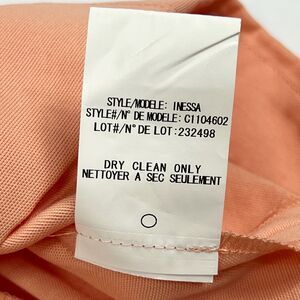 STYLE/MODELE: INESSA
STYLE#/N° DE MODELE: C1104602
LOT#/N° DE LOT: 232498
DRY CLEAN ONLY
NETTOYER A SEC SEULEMENT